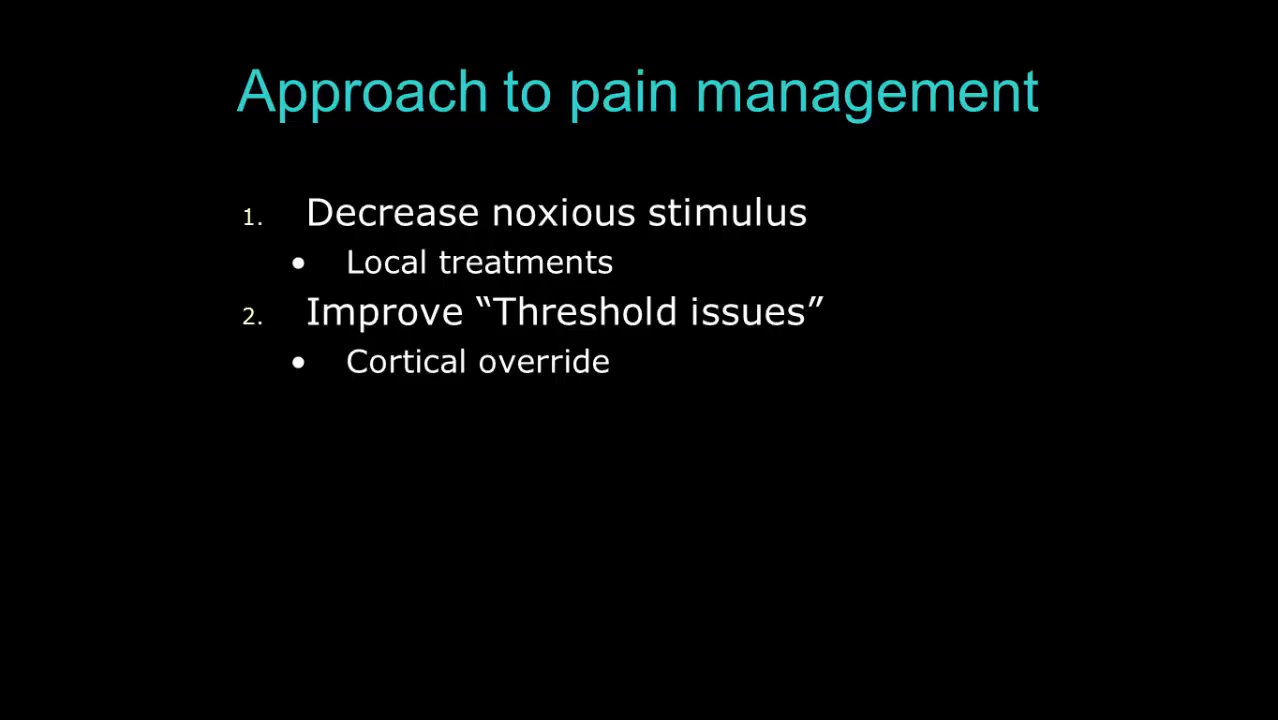 Approach to pain management
1. Decrease noxious stimulus
• Local treatments
2. Improve “Threshold issues”
• Cortical override